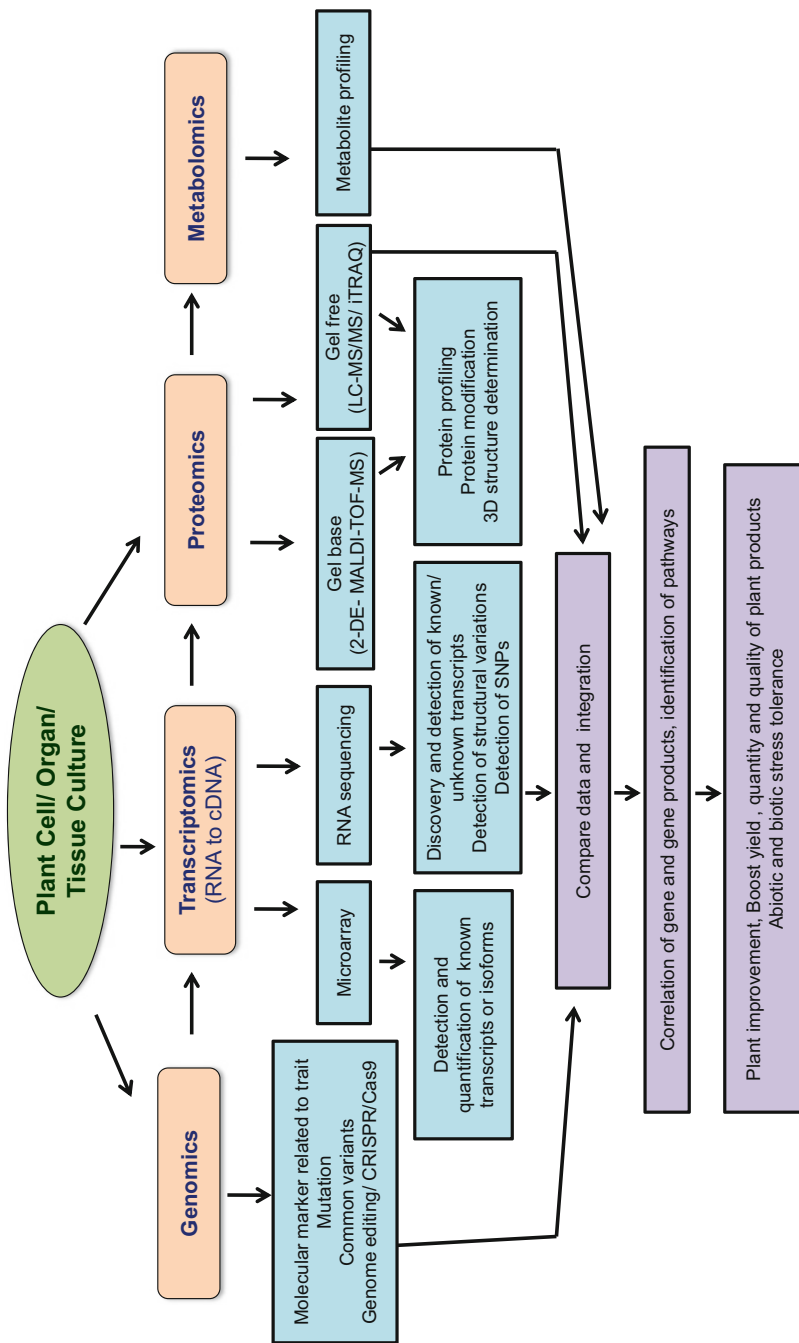 Plant Cell/ Organ/
Tissue Culture
Genomics
Transcriptomics
(RNA to cDNA)
Proteomics
Metabolomics
Molecular marker related to trait
Mutation
Common variants
Genome editing/ CRISPR/Cas9
Microarray
RNA sequencing
Gel base
(2-DE- MALDI-TOF-MS)
Gel free
(LC-MS/MS/ iTRAQ)
Metabolite profiling
Detection and
quantification of known
transcripts or isoforms
Discovery and detection of known/
unknown transcripts
Detection of structural variations
Detection of SNPs
Protein profiling
Protein modification
3D structure determination
Compare data and integration
Correlation of gene and gene products, identification of pathways
Plant improvement, Boost yield , quantity and quality of plant products
Abiotic and biotic stress tolerance